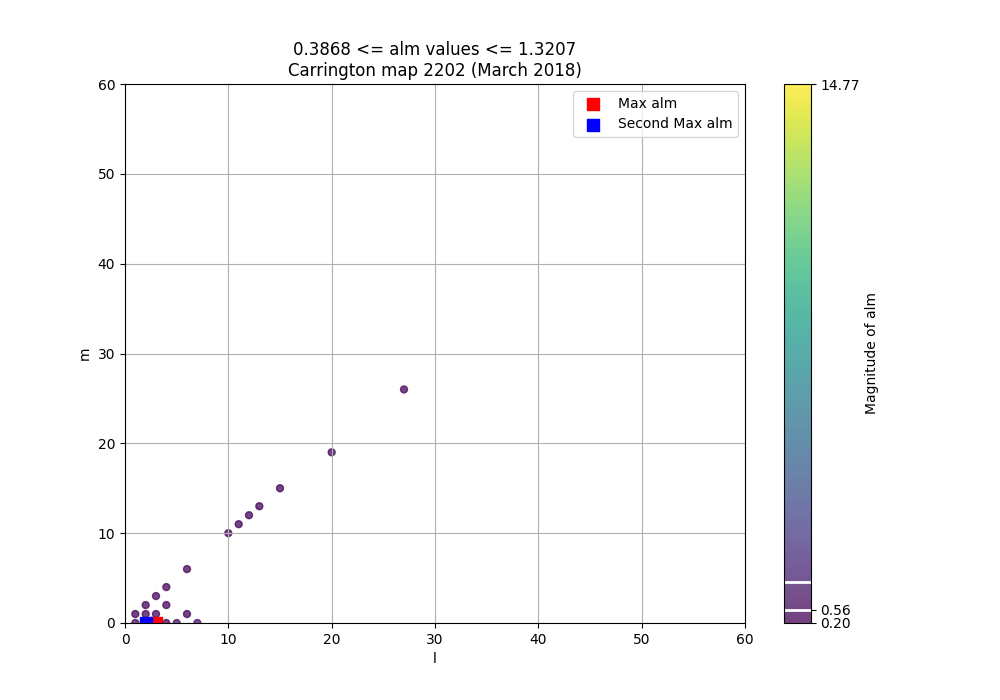 0.3868 <= alm values <= 1.3207
Carrington map 2202 (March 2018)
Max alm
Second Max alm
60
50
40
30
20
10
0
m
0
10
20
30
40
50
60
l
14.77
0.56
0.20
Magnitude of alm